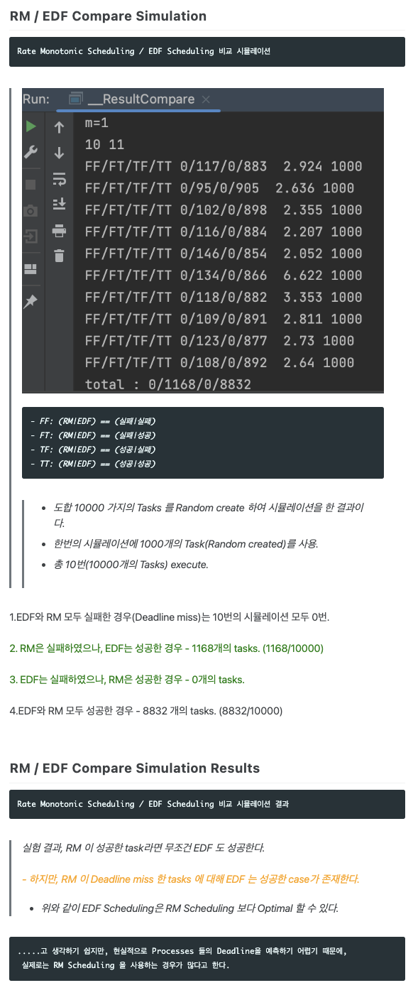 RM / EDF Compare Simulation
Rate Monotonic Scheduling / EDF Scheduling 비교 시뮬레이션
Run: __ResultCompare ×
m=1
10 11
FF/FT/TF/TT 0/117/0/883 2.924 1000
FF/FT/TF/TT 0/95/0/905 2.636 1000
FF/FT/TF/TT 0/102/0/898 2.355 1000
FF/FT/TF/TT 0/116/0/884 2.207 1000
FF/FT/TF/TT 0/146/0/854 2.052 1000
FF/FT/TF/TT 0/134/0/866 6.622 1000
FF/FT/TF/TT 0/118/0/882 3.353 1000
FF/FT/TF/TT 0/109/0/891 2.811 1000
FF/FT/TF/TT 0/123/0/877 2.73 1000
FF/FT/TF/TT 0/108/0/892 2.64 1000
total : 0/1168/0/8832
- FF: (RM|EDF) == (실패|실패)
- FT: (RM|EDF) == (실패|성공)
- TF: (RM|EDF) == (성공|실패)
- TT: (RM|EDF) == (성공|성공)
• 도합 10000 가지의 Tasks 를 Random create 하여 시뮬레이션을 한 결과이
다.
• 한번의 시뮬레이션에 1000개의 Task(Random created)를 사용.
• 총 10번(10000개의 Tasks) execute.
1.EDF와 RM 모두 실패한 경우(Deadline miss)는 10번의 시뮬레이션 모두 0번.
2. RM은 실패하였으나, EDF는 성공한 경우 - 1168개의 tasks. (1168/10000)
3. EDF는 실패하였으나, RM은 성공한 경우 - 0개의 tasks.
4.EDF와 RM 모두 성공한 경우 - 8832 개의 tasks. (8832/10000)
RM / EDF Compare Simulation Results
Rate Monotonic Scheduling / EDF Scheduling 비교 시뮬레이션 결과
실험 결과, RM 이 성공한 task라면 무조건 EDF 도 성공한다.
- 하지만, RM 이 Deadline miss 한 tasks 에 대해 EDF 는 성공한 case가 존재한다.
• 위와 같이 EDF Scheduling은 RM Scheduling 보다 Optimal 할 수 있다.
.....고 생각하기 쉽지만, 현실적으로 Processes 들의 Deadline을 예측하기 어렵기 때문에,
실제로는 RM Scheduling 을 사용하는 경우가 많다고 한다.